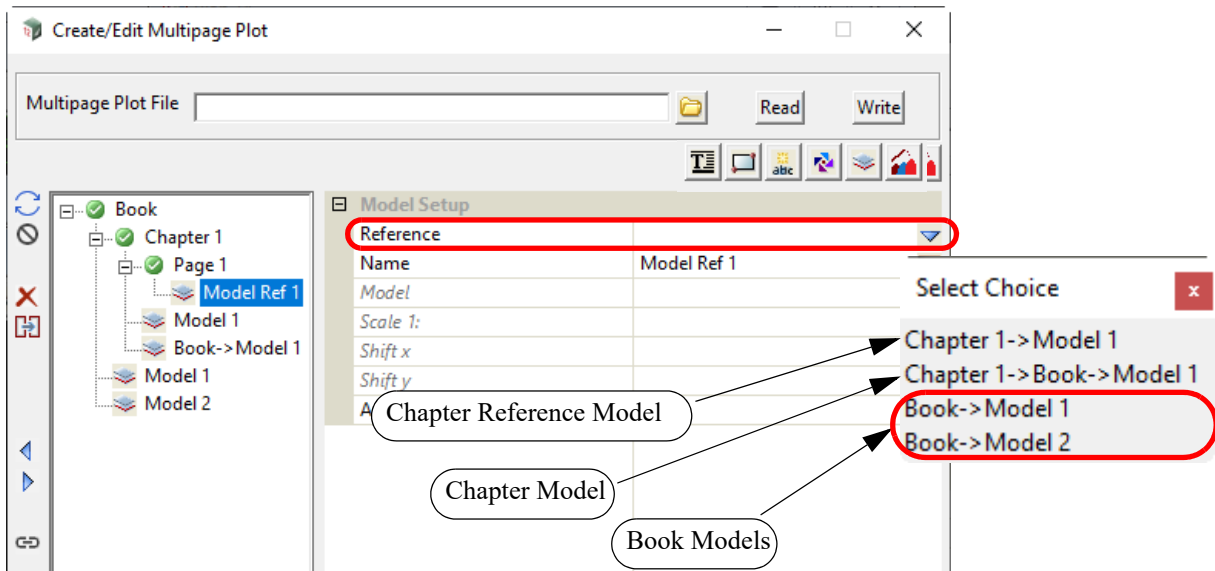 Create/Edit Multipage Plot
Multipage Plot File
Read
Write
abc
Book
Chapter 1
Page 1
Model Ref 1
Model 1
Book->Model 1
Model 1
Model 2
Model Setup
Reference
Name Model Ref 1
Model
Scale 1:
Shift x
Shift y
A
Select Choice
x
Chapter 1->Model 1
Chapter 1->Book->Model 1
Book->Model 1
Book->Model 2
Chapter Reference Model
Chapter Model
Book Models